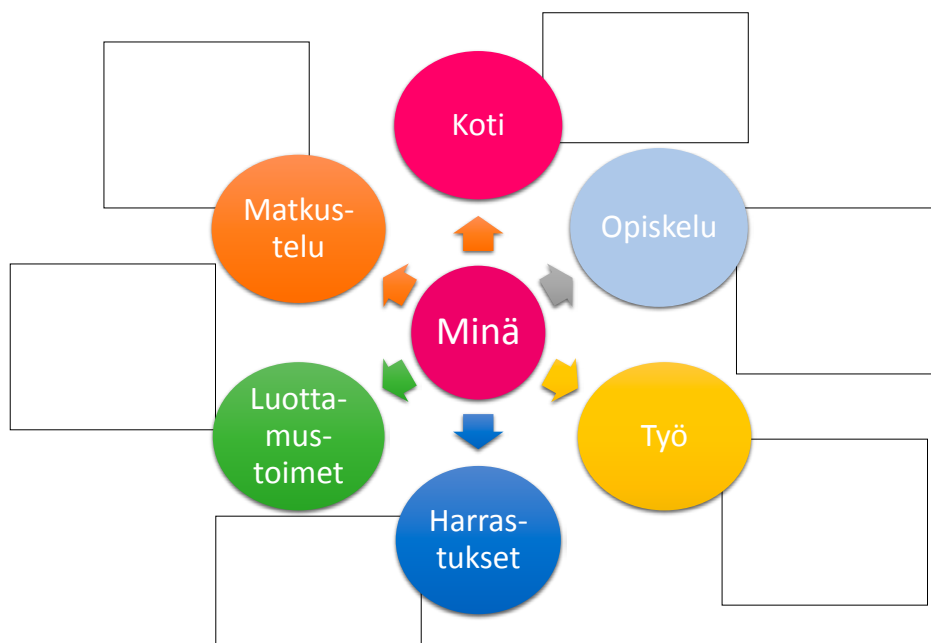 Koti
Matkus-
telu
Opiskelu
Minä
Luotta-
mus-
toimet
Työ
Harras-
tukset